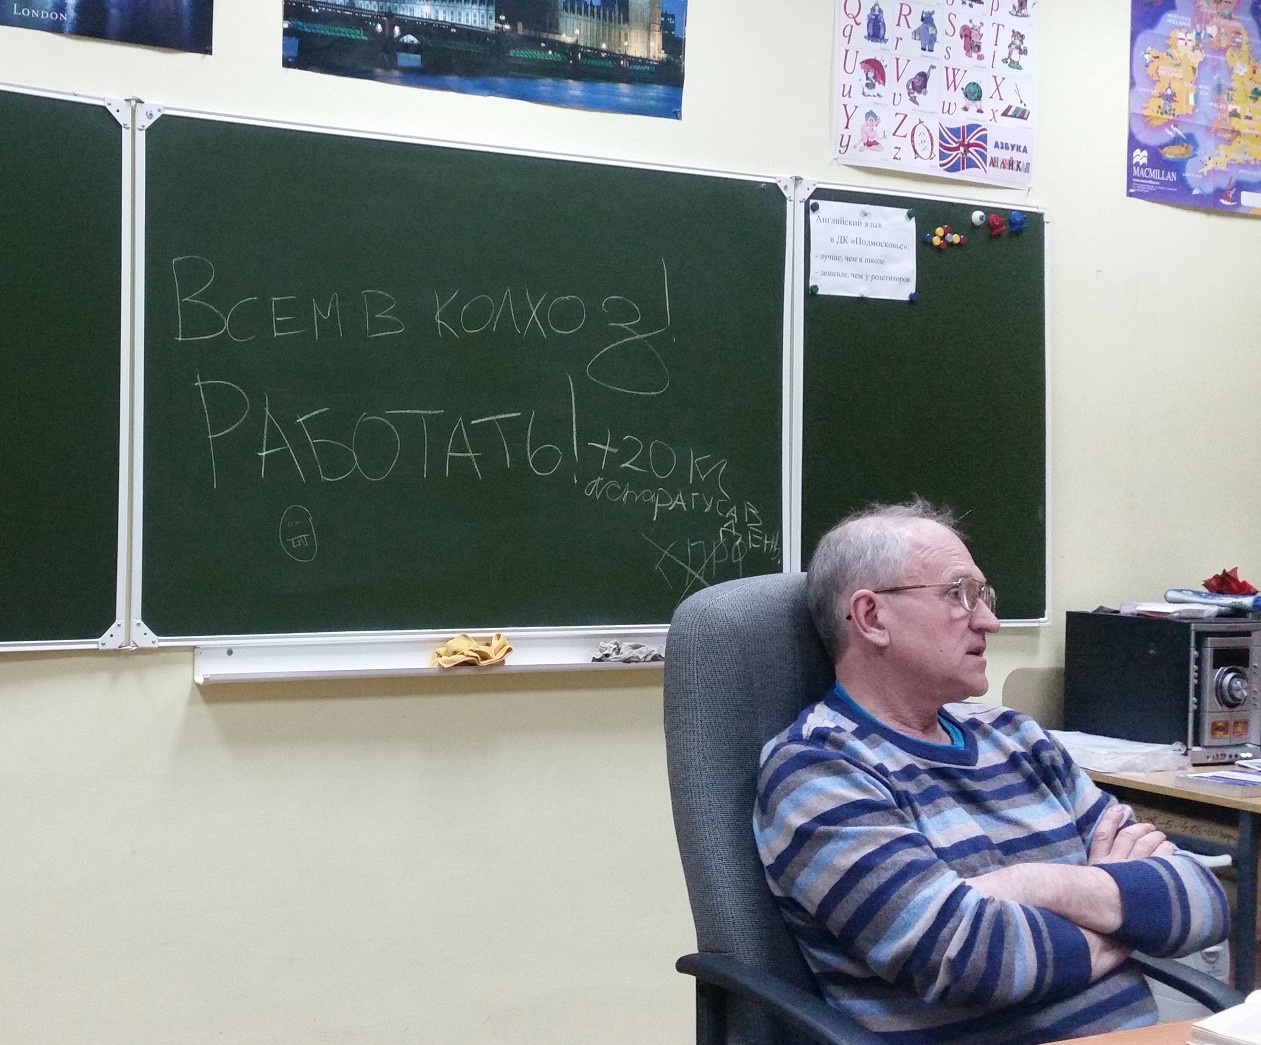 LONDON
Q R S
q r s t
U V W X
u v w x
Y Z
y z
АЗБУКА
АНГЛИЙСКАЯ
MACMILLAN
Английский язык
в ДК «Подмосковье»:
- лучше, чем в школе
- дешевле, чем у репетиторов
ВСЕМ В КОЛХОЗ!
РАБОТАТЬ! +20 КГ
аспарагуса В
ДЕНЬ